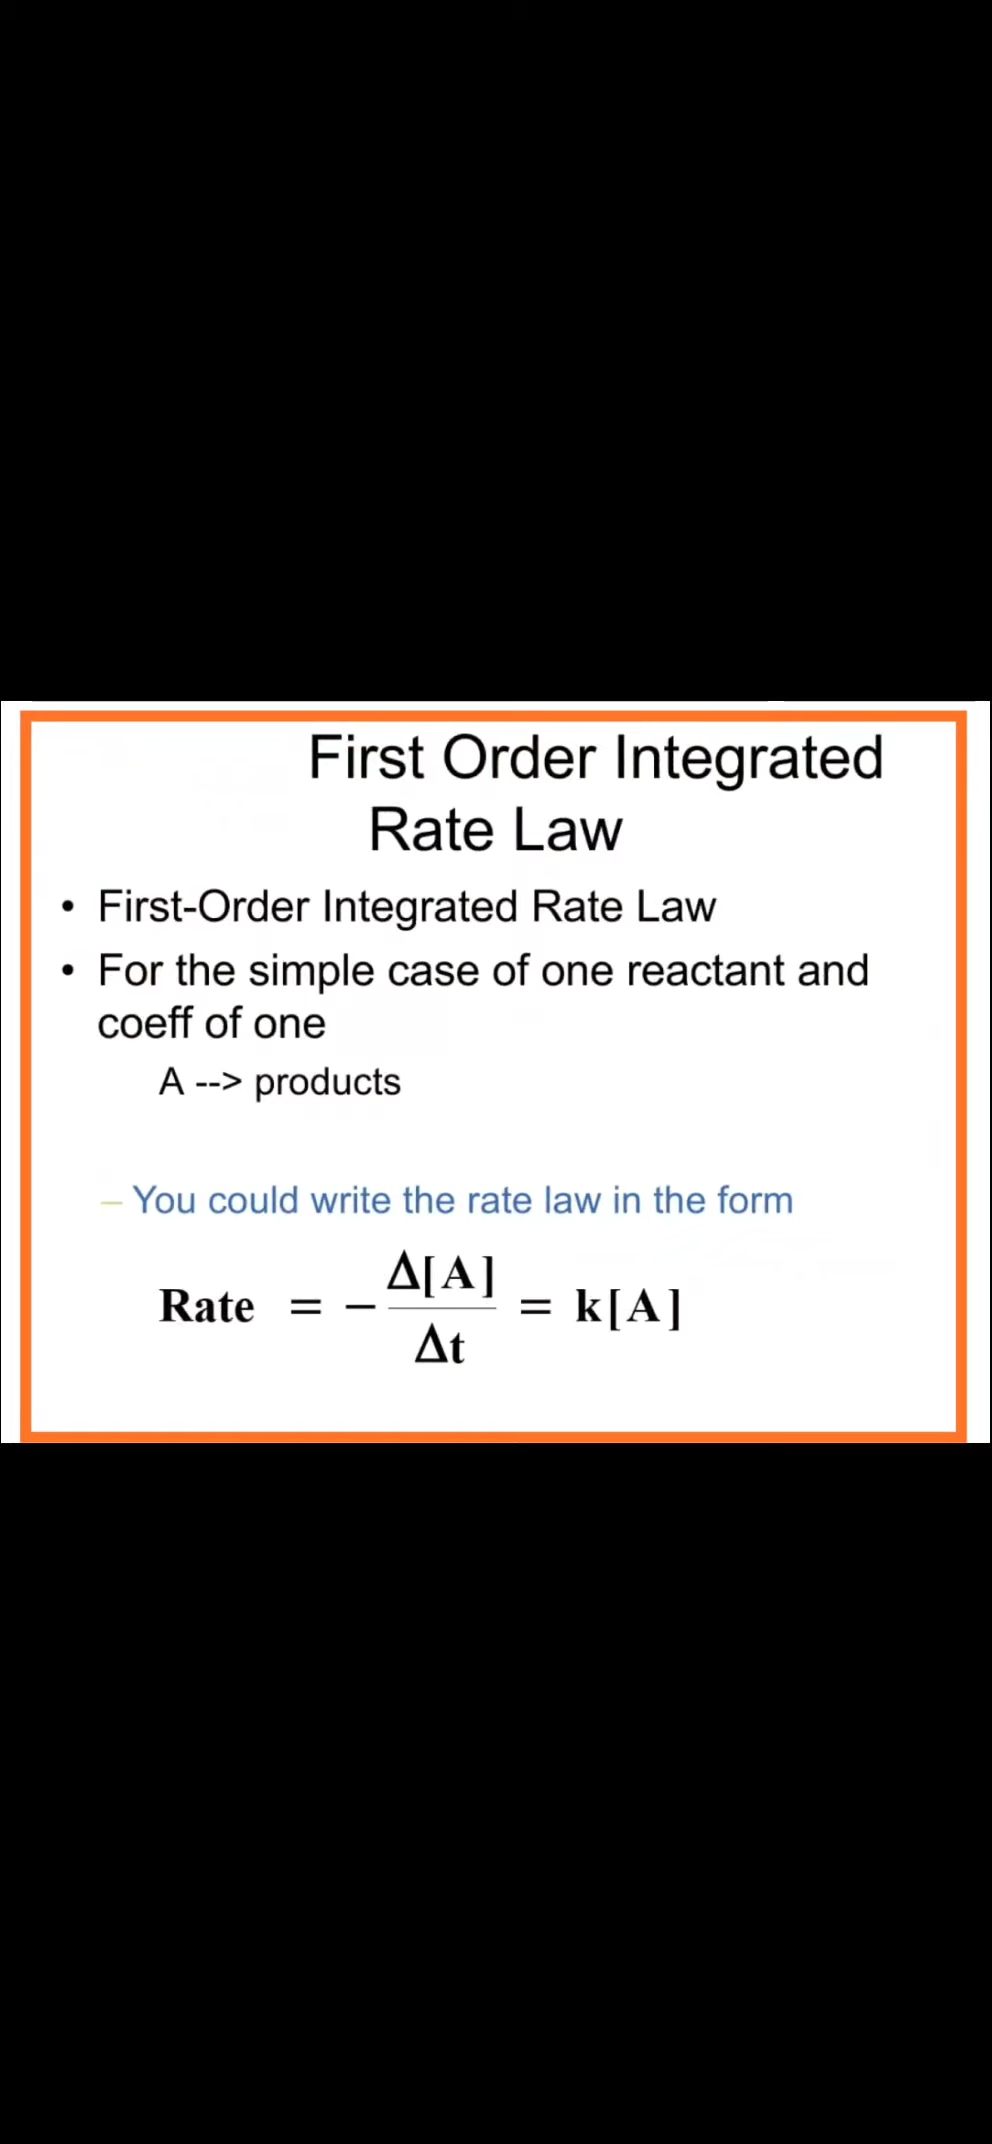 First Order Integrated
Rate Law
• First-Order Integrated Rate Law
• For the simple case of one reactant and
coeff of one
A --> products
– You could write the rate law in the form
Rate = − Δ[A] / Δt = k[A]